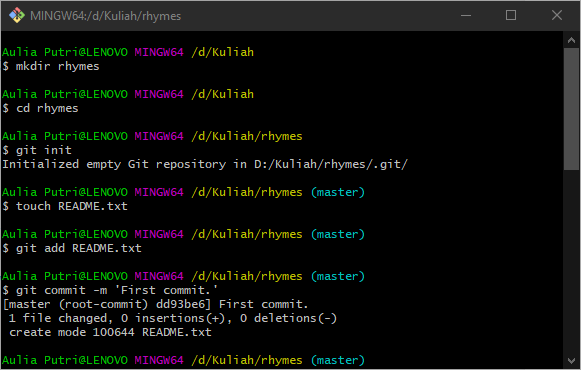 MINGW64:/d/Kuliah/rhymes
Aulia Putri@LENOVO MINGW64 /d/Kuliah
$ mkdir rhymes
Aulia Putri@LENOVO MINGW64 /d/Kuliah
$ cd rhymes
Aulia Putri@LENOVO MINGW64 /d/Kuliah/rhymes
$ git init
Initialized empty Git repository in D:/Kuliah/rhymes/.git/
Aulia Putri@LENOVO MINGW64 /d/Kuliah/rhymes (master)
$ touch README.txt
Aulia Putri@LENOVO MINGW64 /d/Kuliah/rhymes (master)
$ git add README.txt
Aulia Putri@LENOVO MINGW64 /d/Kuliah/rhymes (master)
$ git commit -m 'First commit.'
[master (root-commit) dd93be6] First commit.
 1 file changed, 0 insertions(+), 0 deletions(-)
 create mode 100644 README.txt
Aulia Putri@LENOVO MINGW64 /d/Kuliah/rhymes (master)